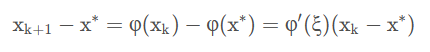 xₖ₊₁ − x* = φ(xₖ) − φ(x*) = φ′(ξ)(xₖ − x*)